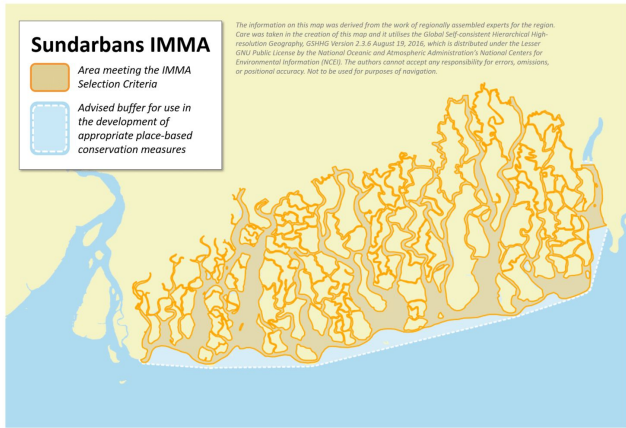 Sundarbans IMMA
Area meeting the IMMA
Selection Criteria
Advised buffer for use in
the development of
appropriate place-based
conservation measures
The information on this map was derived from the work of regionally assembled experts for the region.
Care was taken in the creation of this map and it utilises the Global Self-consistent Hierarchical High-
resolution Geography, GSHHG Version 2.3.6 August 19, 2016, which is distributed under the Lesser
GNU Public License by the National Oceanic and Atmospheric Administration's National Centers for
Environmental Information (NCEI). The authors cannot accept any responsibility for errors, omissions,
or positional accuracy. Not to be used for purposes of navigation.